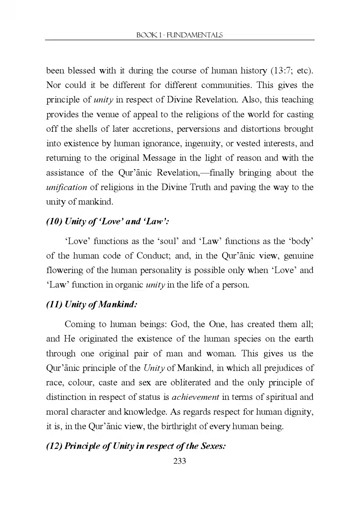 BOOK 1 - FUNDAMENTALS
been blessed with it during the course of human history (13:7; etc).
Nor could it be different for different communities. This gives the
principle of unity in respect of Divine Revelation. Also, this teaching
provides the venue of appeal to the religions of the world for casting
off the shells of later accretions, perversions and distortions brought
into existence by human ignorance, ingenuity, or vested interests, and
returning to the original Message in the light of reason and with the
assistance of the Qur’ānic Revelation,—finally bringing about the
unification of religions in the Divine Truth and paving the way to the
unity of mankind.
(10) Unity of ‘Love’ and ‘Law’:
‘Love’ functions as the ‘soul’ and ‘Law’ functions as the ‘body’
of the human code of Conduct; and, in the Qur’ānic view, genuine
flowering of the human personality is possible only when ‘Love’ and
‘Law’ function in organic unity in the life of a person.
(11) Unity of Mankind:
Coming to human beings: God, the One, has created them all;
and He originated the existence of the human species on the earth
through one original pair of man and woman. This gives us the
Qur’ānic principle of the Unity of Mankind, in which all prejudices of
race, colour, caste and sex are obliterated and the only principle of
distinction in respect of status is achievement in terms of spiritual and
moral character and knowledge. As regards respect for human dignity,
it is, in the Qur’ānic view, the birthright of every human being.
(12) Principle of Unity in respect of the Sexes:
233